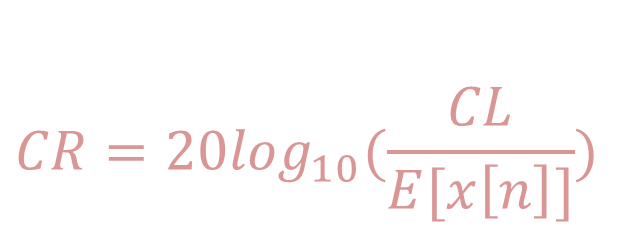 CR = 20log₁₀(CL/E[x[n]])